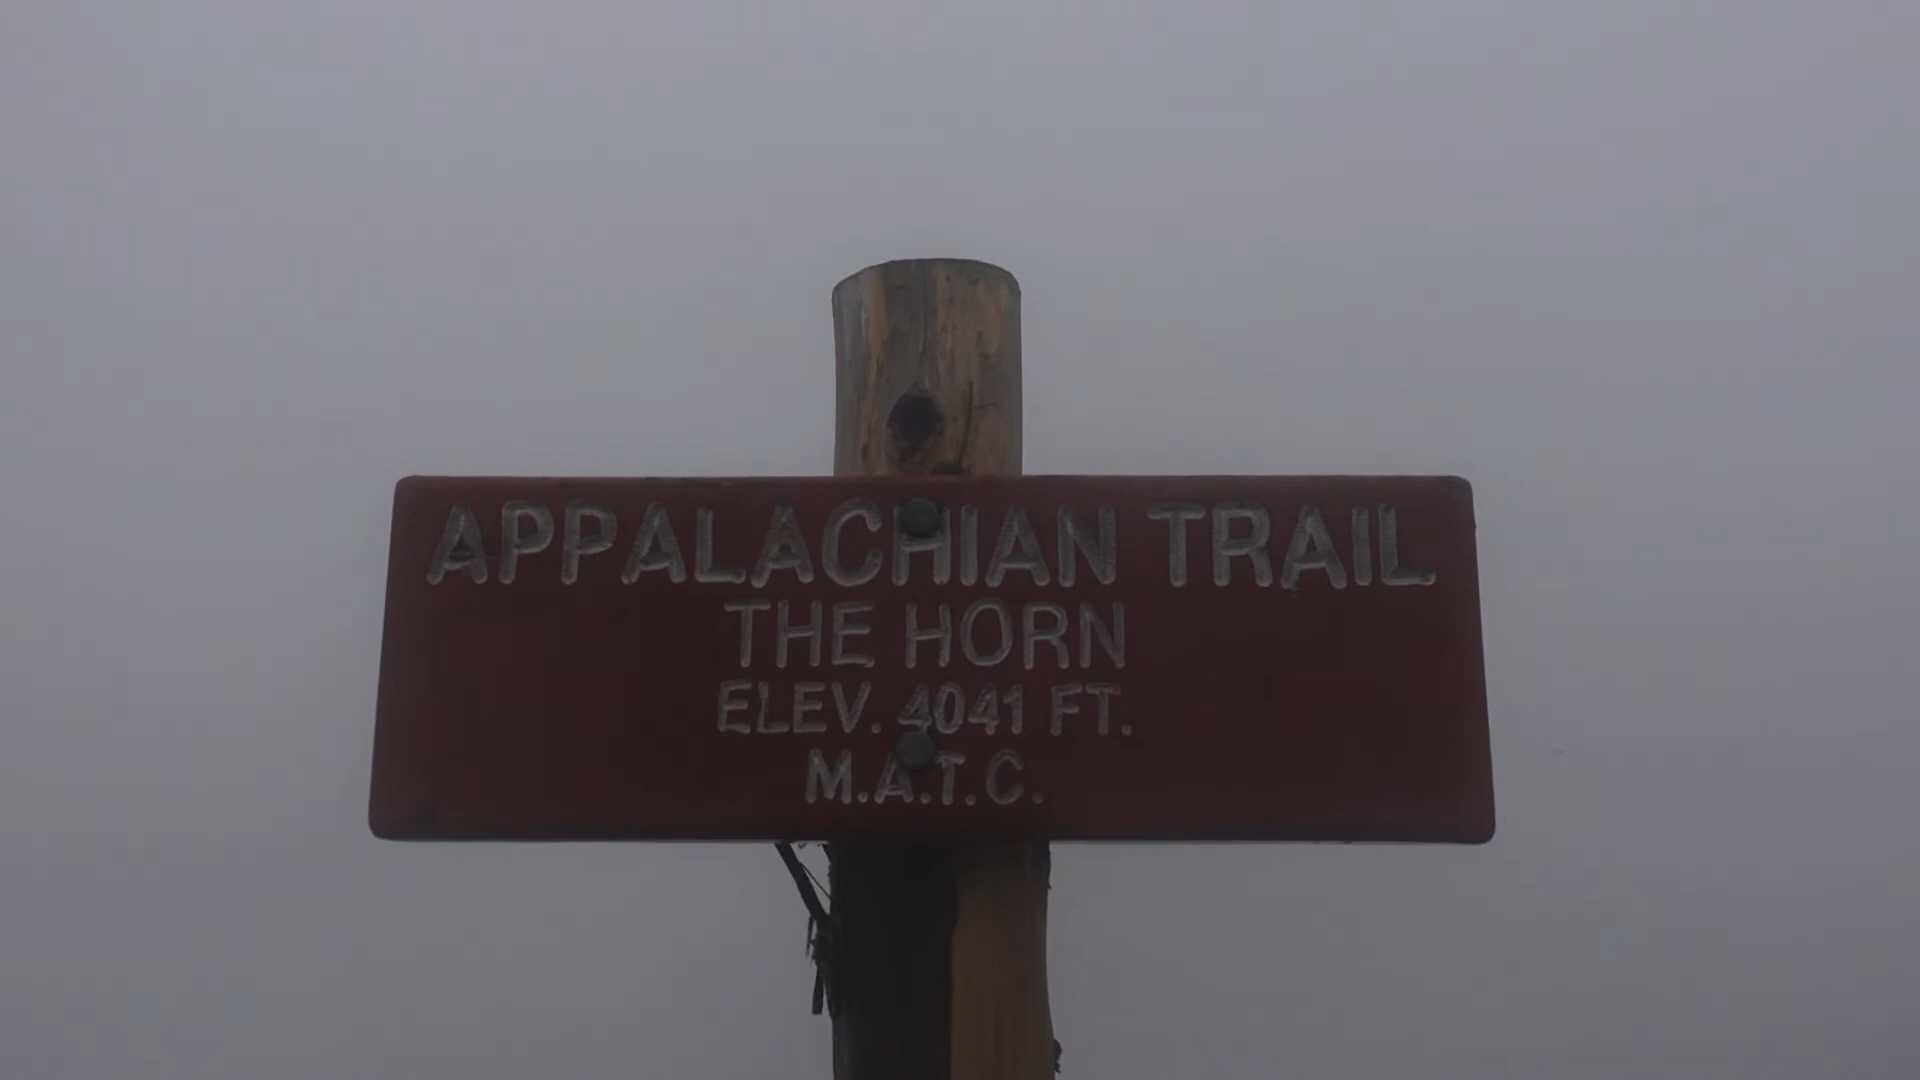 APPALACHIAN TRAIL
THE HORN
ELEV. 4041 FT.
M.A.T.C.